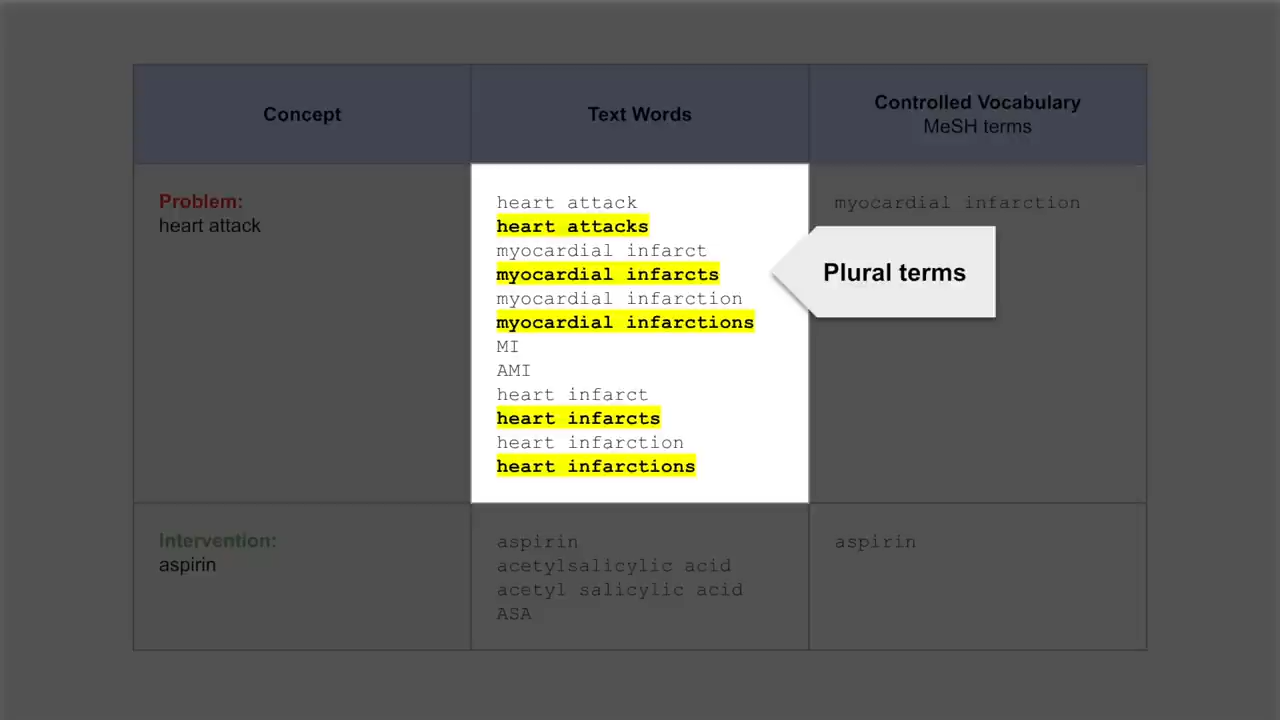 Concept
Text Words
Controlled Vocabulary
MeSH terms
Problem:
heart attack
heart attack
heart attacks
myocardial infarct
myocardial infarcts
myocardial infarction
myocardial infarctions
MI
AMI
heart infarct
heart infarcts
heart infarction
heart infarctions
myocardial infarction
Plural terms
Intervention:
aspirin
aspirin
acetylsalicylic acid
acetyl salicylic acid
ASA
aspirin